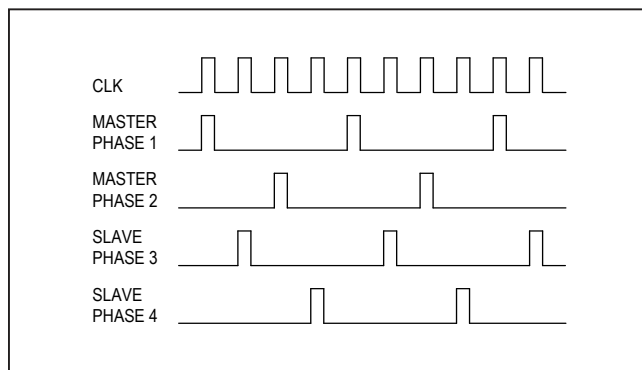 CLK
MASTER
PHASE 1
MASTER
PHASE 2
SLAVE
PHASE 3
SLAVE
PHASE 4